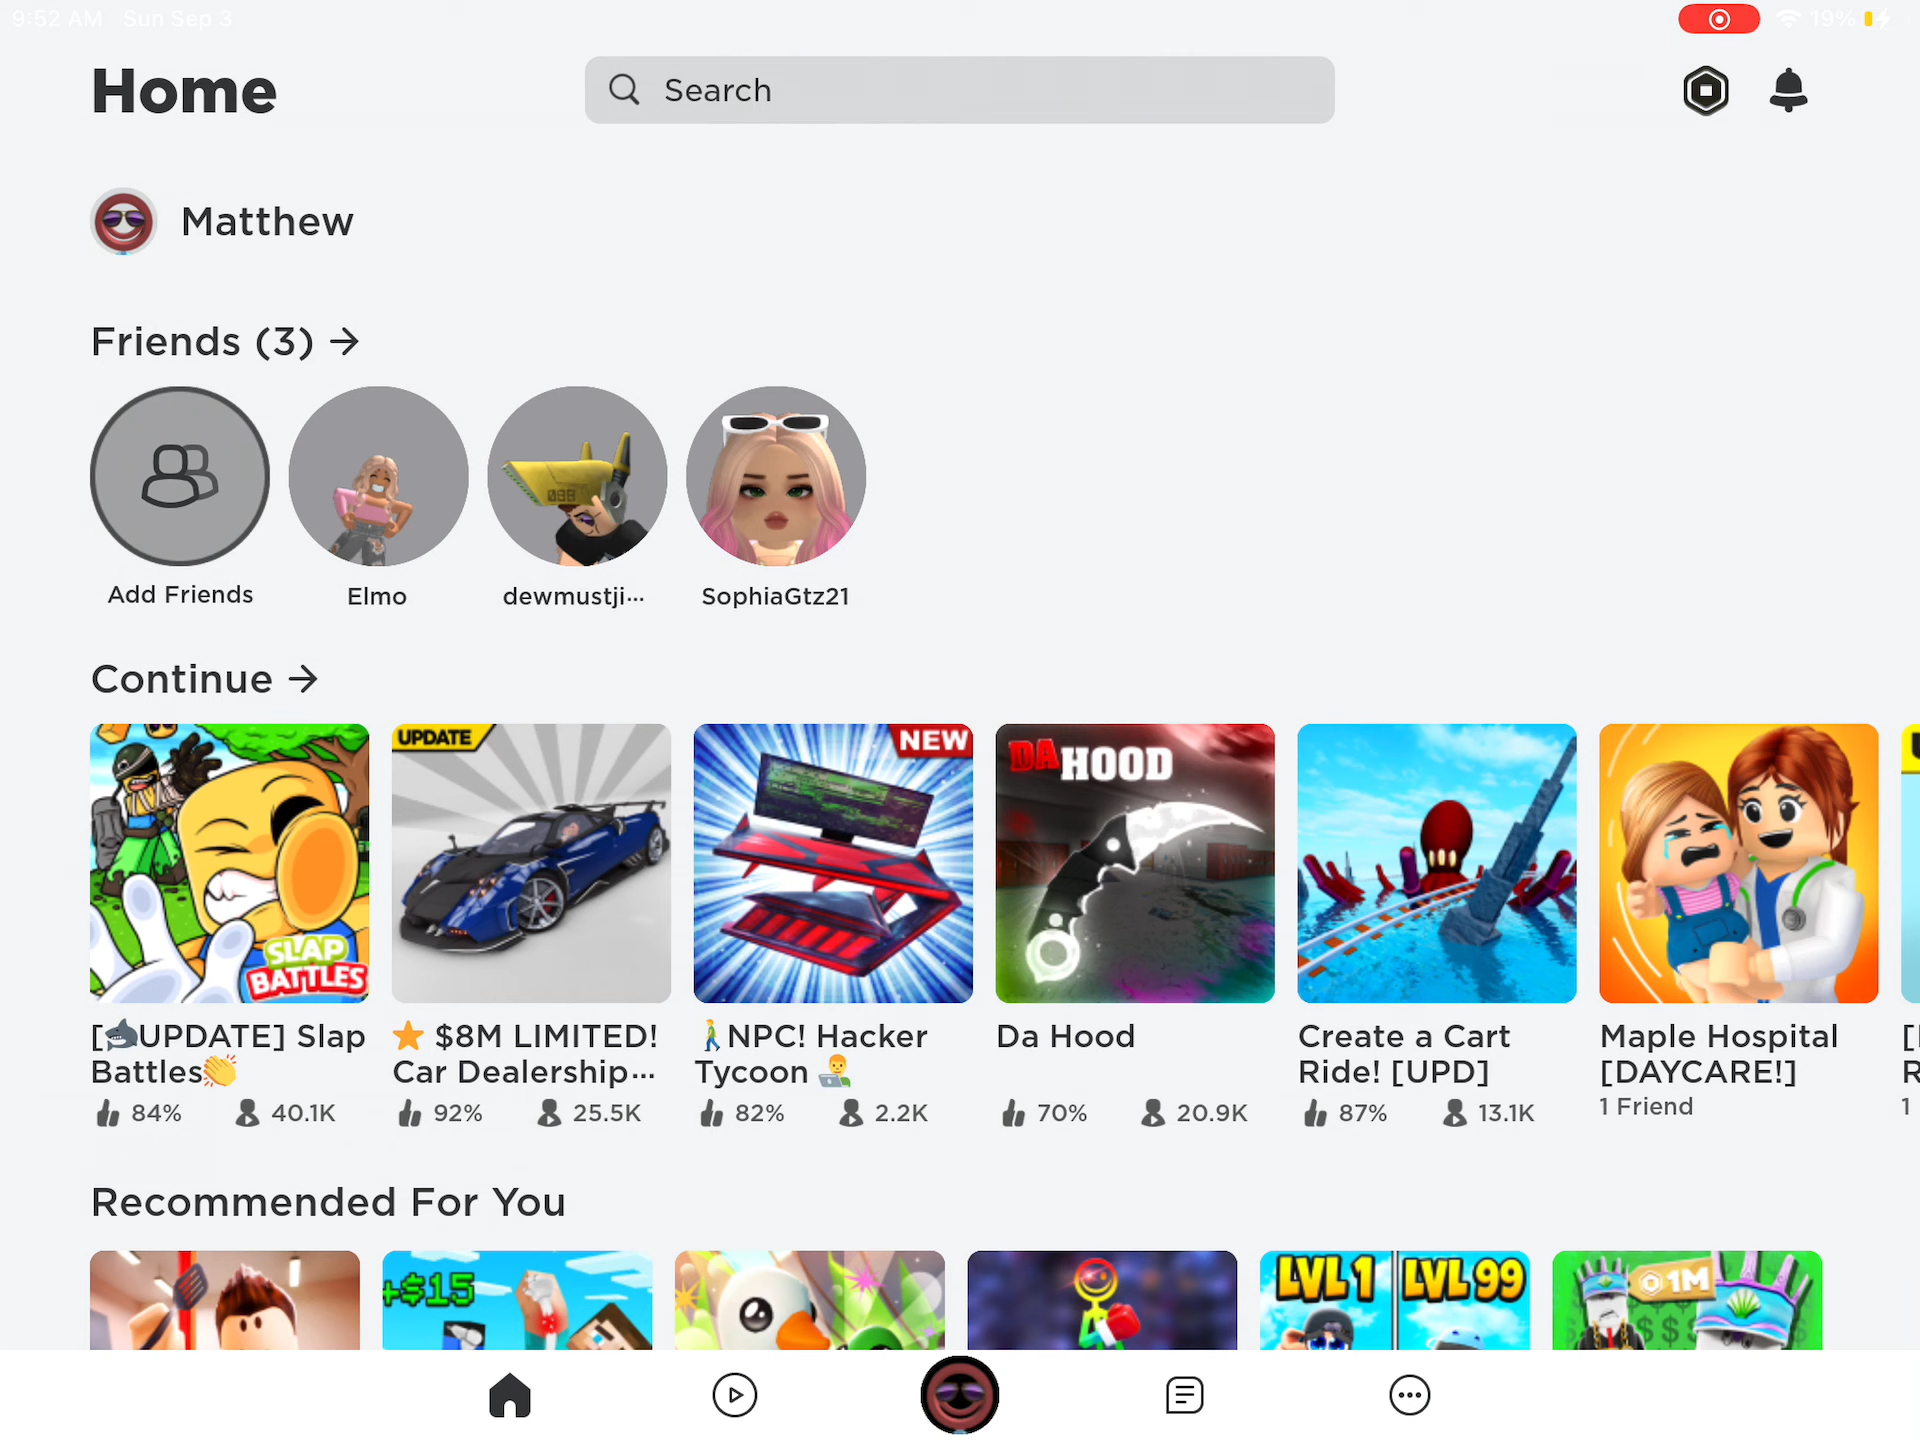 9:52 AM Sun Sep 3
19%
Home
Search
Matthew
Friends (3) →
Add Friends
Elmo
dewmustji...
SophiaGtz21
Continue →
SLAP
BATTLES
UPDATE
NEW
DA HOOD
[🦈UPDATE] Slap
Battles👏
84% 40.1K
⭐ $8M LIMITED!
Car Dealership...
92% 25.5K
🚶NPC! Hacker
Tycoon 👨‍💻
82% 2.2K
Da Hood
70% 20.9K
Create a Cart
Ride! [UPD]
87% 13.1K
Maple Hospital
[DAYCARE!]
1 Friend
1
Recommended For You
+$15
LVL 1
LVL 99
1M